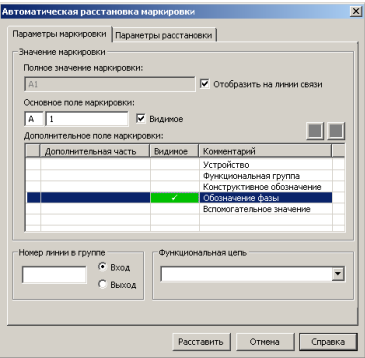 Автоматическая расстановка маркировки
Параметры маркировки Параметры расстановки
Значение маркировки
Полное значение маркировки:
A1
Отобразить на линии связи
Основное поле маркировки:
A 1 Видимое
Дополнительное поле маркировки:
Дополнительная часть Видимое Комментарий
Устройство
Функциональная группа
Конструктивное обозначение
Обозначение фазы
Вспомогательное значение
Номер линии в группе
Вход
Выход
Функциональная цепь
Расставить Отмена Справка